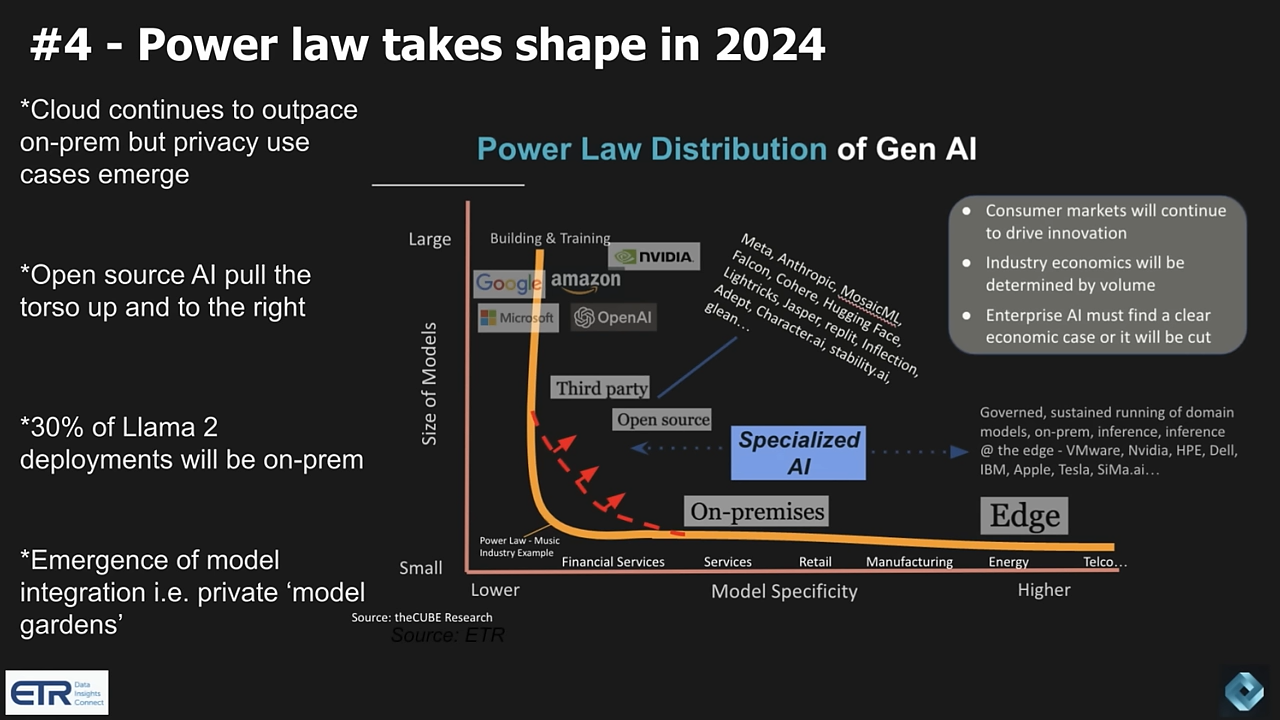 #4 - Power law takes shape in 2024
*Cloud continues to outpace
on-prem but privacy use
cases emerge
*Open source AI pull the
torso up and to the right
*30% of Llama 2
deployments will be on-prem
*Emergence of model
integration i.e. private ‘model
gardens’
Power Law Distribution of Gen AI
Large
Size of Models
Small
Building & Training
NVIDIA
Google
amazon
Microsoft
OpenAI
Meta, Anthropic, MosaicML,
Falcon, Cohere, Hugging Face,
Lightricks, Jasper, replit, Inflection,
Adept, Character.ai, stability.ai,
glean…
● Consumer markets will continue
to drive innovation
● Industry economics will be
determined by volume
● Enterprise AI must find a clear
economic case or it will be cut
Third party
Open source
Specialized
AI
Governed, sustained running of domain
models, on-prem, inference, inference
@ the edge - VMware, Nvidia, HPE, Dell,
IBM, Apple, Tesla, SiMa.ai…
On-premises
Edge
Power Law - Music
Industry Example
Financial Services
Services
Retail
Manufacturing
Energy
Telco…
Lower
Model Specificity
Higher
Source: theCUBE Research
Source: ETR
ETR
Data
Insights
Connect